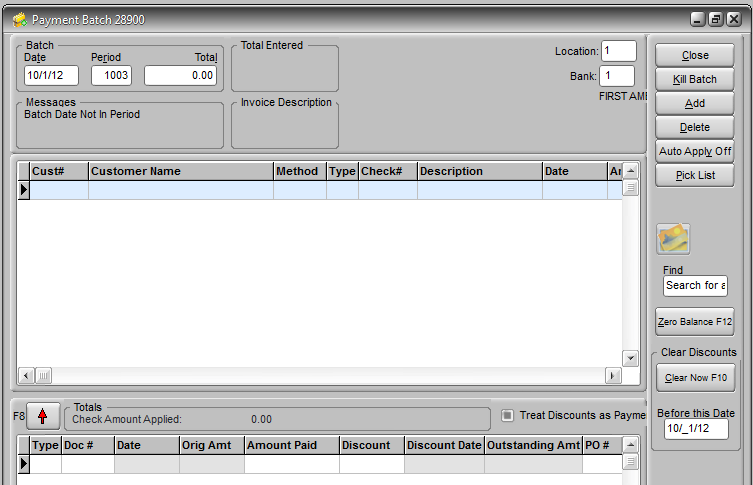 Payment Batch 28900
Batch
Date Period Total
10/1/12 1003 0.00
Total Entered
Location: 1
Bank: 1
FIRST AME
Messages
Batch Date Not In Period
Invoice Description
Close
Kill Batch
Add
Delete
Auto Apply Off
Pick List
Cust# Customer Name Method Type Check# Description Date Ar
Find
Search for a
Zero Balance F12
Clear Discounts
Clear Now F10
Before this Date
10/_1/12
F8
Totals
Check Amount Applied: 0.00
Treat Discounts as Payme
Type Doc # Date Orig Amt Amount Paid Discount Discount Date Outstanding Amt PO #